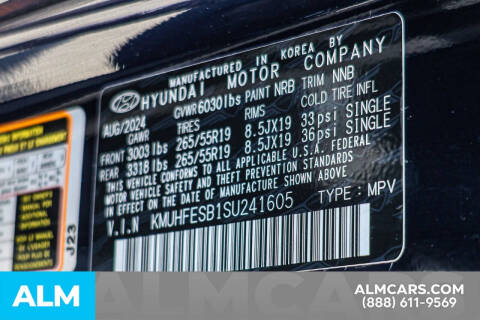 MANUFACTURED IN KOREA BY
HYUNDAI MOTOR COMPANY
AUG/2024 GVWR 6030 lbs PAINT NRB TRIM NNB
GAWR TIRES RIMS COLD TIRE INFL
FRONT 3003 lbs 265/55R19 8.5JX19 33 psi SINGLE
REAR 3318 lbs 265/55R19 8.5JX19 36 psi SINGLE
THIS VEHICLE CONFORMS TO ALL APPLICABLE U.S.A. FEDERAL
MOTOR VEHICLE SAFETY AND THEFT PREVENTION STANDARDS
IN EFFECT ON THE DATE OF MANUFACTURE SHOWN ABOVE
V.I.N KMUHFESB1SU241605 TYPE: MPV
J23
ALM
ALMCARS
ALMCARS.COM
(888) 611-9569